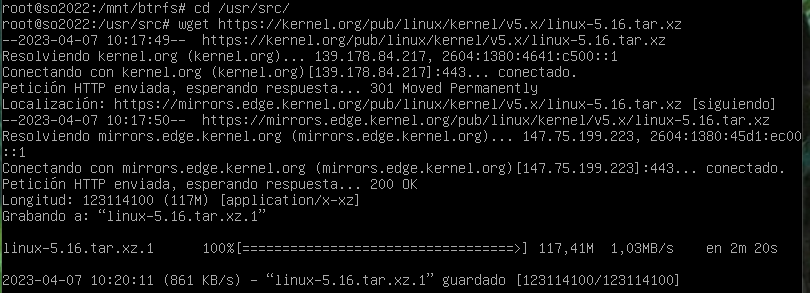 root@so2022:/mnt/btrfs# cd /usr/src/
root@so2022:/usr/src# wget https://kernel.org/pub/linux/kernel/v5.x/linux-5.16.tar.xz
--2023-04-07 10:17:49--  https://kernel.org/pub/linux/kernel/v5.x/linux-5.16.tar.xz
Resolviendo kernel.org (kernel.org)... 139.178.84.217, 2604:1380:4641:c500::1
Conectando con kernel.org (kernel.org)[139.178.84.217]:443... conectado.
Petición HTTP enviada, esperando respuesta... 301 Moved Permanently
Localización: https://mirrors.edge.kernel.org/pub/linux/kernel/v5.x/linux-5.16.tar.xz [siguiendo]
--2023-04-07 10:17:50--  https://mirrors.edge.kernel.org/pub/linux/kernel/v5.x/linux-5.16.tar.xz
Resolviendo mirrors.edge.kernel.org (mirrors.edge.kernel.org)... 147.75.199.223, 2604:1380:45d1:ec00
::1
Conectando con mirrors.edge.kernel.org (mirrors.edge.kernel.org)[147.75.199.223]:443... conectado.
Petición HTTP enviada, esperando respuesta... 200 OK
Longitud: 123114100 (117M) [application/x-xz]
Grabando a: “linux-5.16.tar.xz.1”
linux-5.16.tar.xz.1      100%[==================================>] 117,41M  1,03MB/s    en 2m 20s
2023-04-07 10:20:11 (861 KB/s) - “linux-5.16.tar.xz.1” guardado [123114100/123114100]